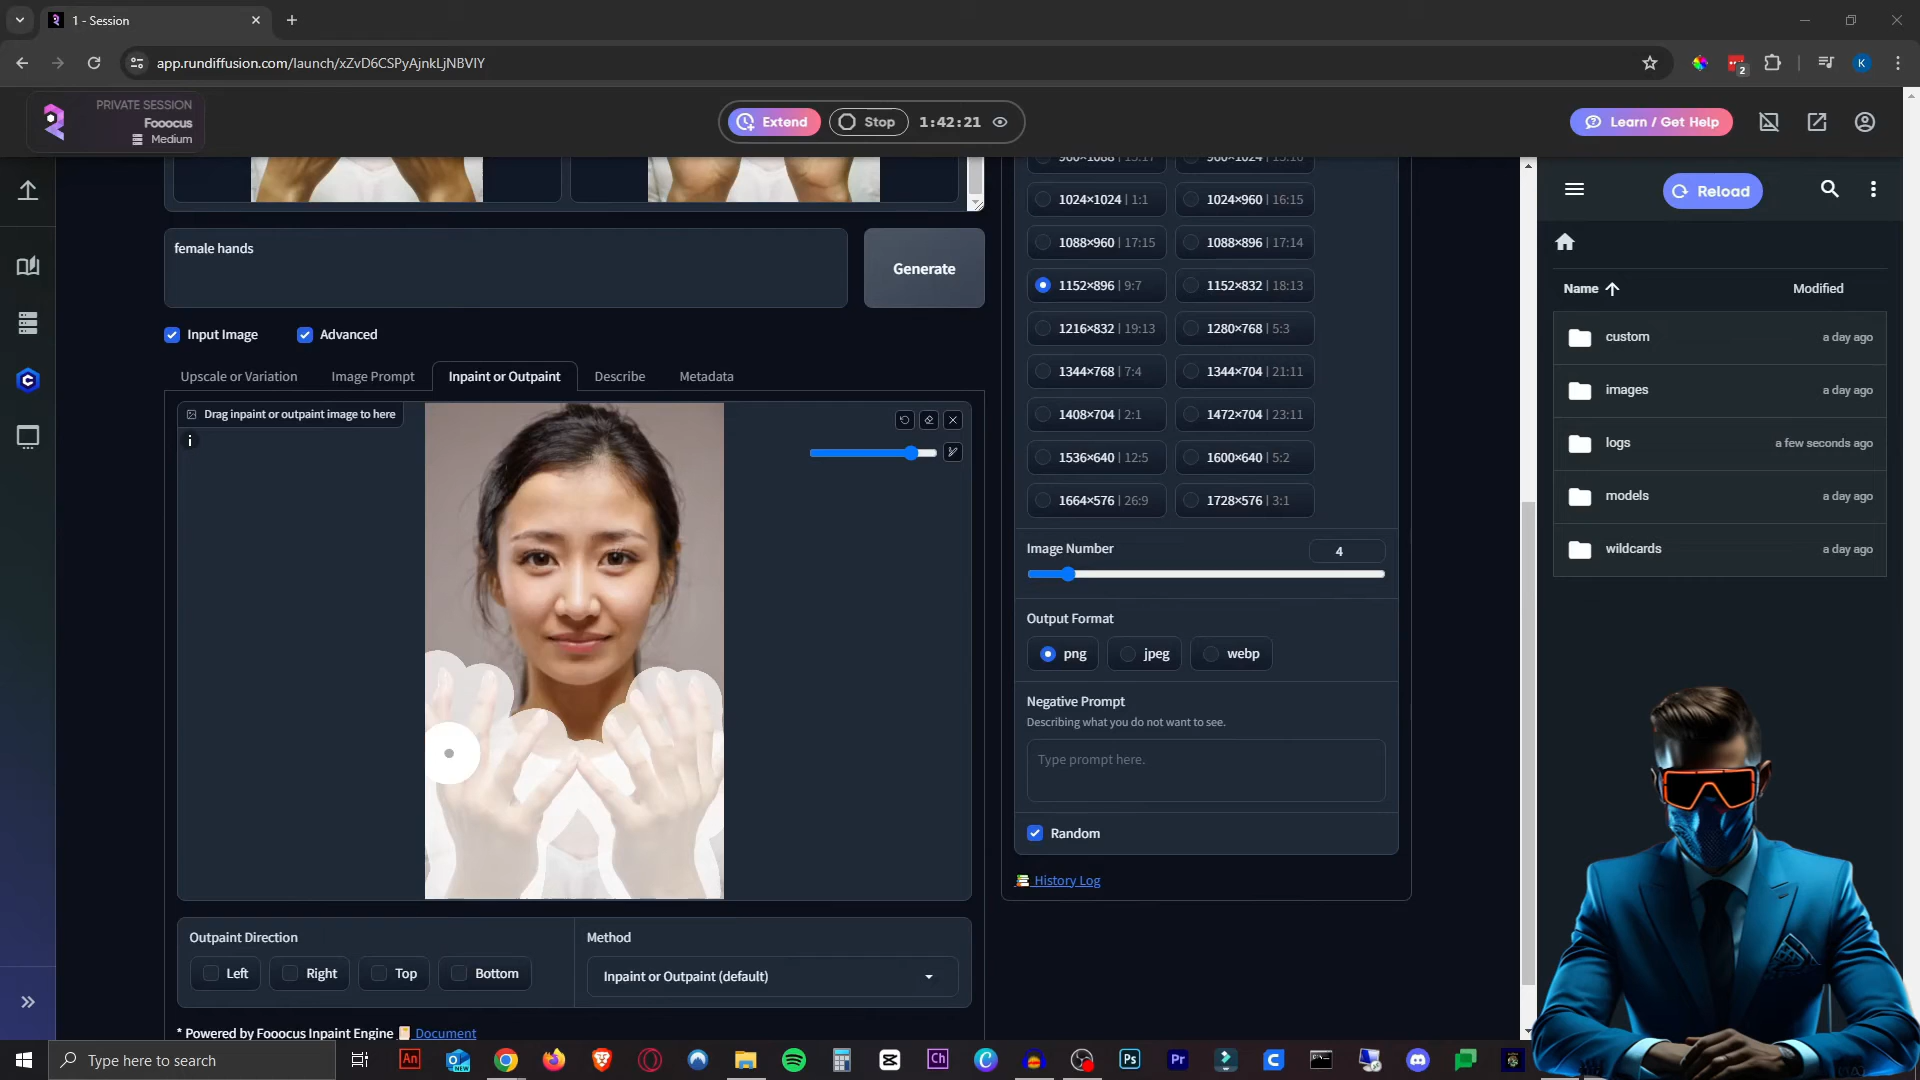 1 - Session
app.rundiffusion.com/launch/xZvD6CSPyAjnkLjNBVIY
2
K
PRIVATE SESSION
Fooocus
Medium
Extend
Stop
1:42:21
Learn / Get Help
female hands
Generate
Input Image
Advanced
Upscale or Variation
Image Prompt
Inpaint or Outpaint
Describe
Metadata
Drag inpaint or outpaint image to here
i
Outpaint Direction
Left
Right
Top
Bottom
Method
Inpaint or Outpaint (default)
* Powered by Fooocus Inpaint Engine
Document
1024×1024 | 1:1
1024×960 | 16:15
1088×960 | 17:15
1088×896 | 17:14
1152×896 | 9:7
1152×832 | 18:13
1216×832 | 19:13
1280×768 | 5:3
1344×768 | 7:4
1344×704 | 21:11
1408×704 | 2:1
1472×704 | 23:11
1536×640 | 12:5
1600×640 | 5:2
1664×576 | 26:9
1728×576 | 3:1
Image Number
4
Output Format
png
jpeg
webp
Negative Prompt
Describing what you do not want to see.
Type prompt here.
Random
History Log
Reload
Name
Modified
custom
a day ago
images
a day ago
logs
a few seconds ago
models
a day ago
wildcards
a day ago
Type here to search
An
NEW
Ch
Ps
Pr